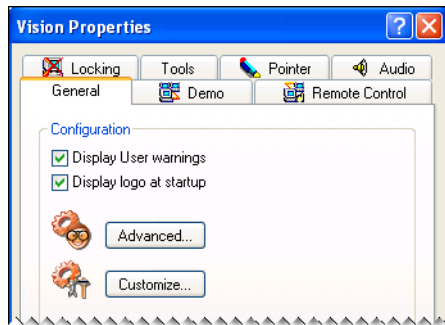 Vision Properties
Locking Tools Pointer Audio
General Demo Remote Control
Configuration
Display User warnings
Display logo at startup
Advanced...
Customize...